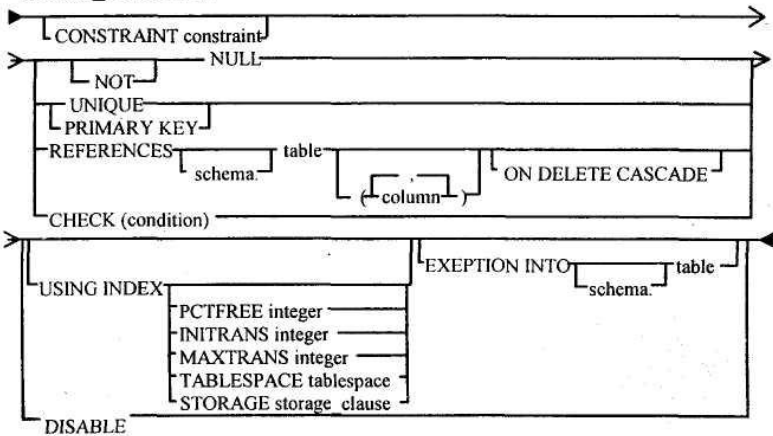 CONSTRAINT constraint
NULL
NOT
UNIQUE
PRIMARY KEY
REFERENCES table
schema.
,
(column)
ON DELETE CASCADE
CHECK (condition)
USING INDEX
EXEPTION INTO table
schema.
PCTFREE integer
INITRANS integer
MAXTRANS integer
TABLESPACE tablespace
STORAGE storage_clause
DISABLE